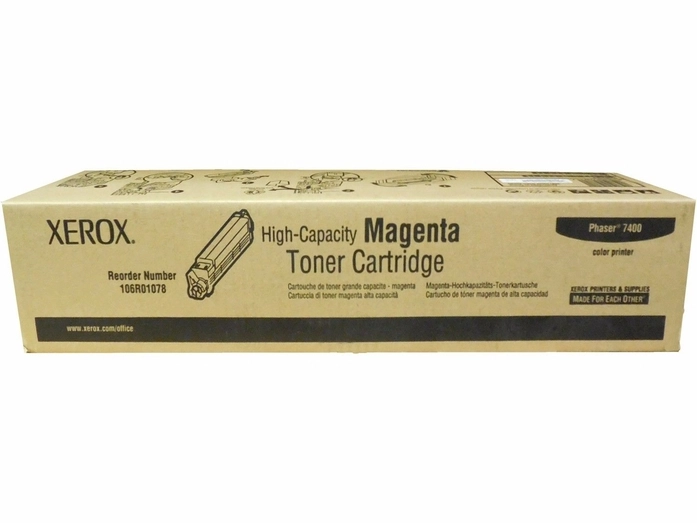 XEROX.
Reorder Number
106R01078
High-Capacity Magenta
Toner Cartridge
Cartouche de toner grande capacite - magenta
Cartuccia di toner magenta alta capacità
Magenta-Hochkapazitäts-Tonerkartusche
Cartucho de tóner magenta de alta capacidad
Phaser® 7400
color printer
XEROX PRINTERS & SUPPLIES
MADE FOR EACH OTHER™
www.xerox.com/office